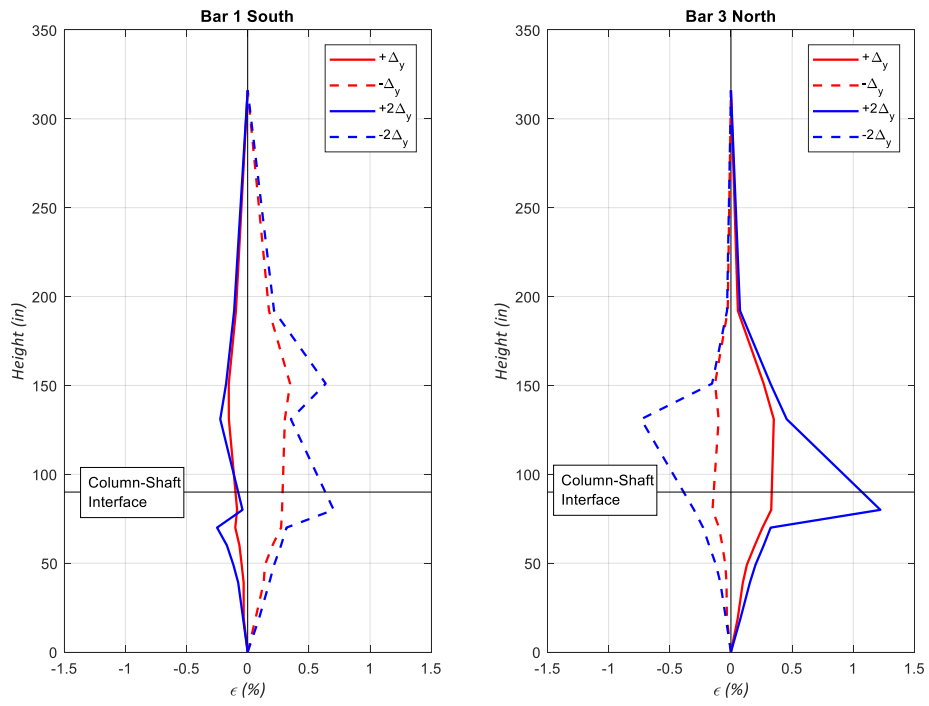 Bar 1 South
350
300
250
200
150
100
50
0
Height (in)
-1.5
-1
-0.5
0
0.5
1
1.5
ϵ (%)
+Δy
-Δy
+2Δy
-2Δy
Column-Shaft
Interface
Bar 3 North
350
300
250
200
150
100
50
0
Height (in)
-1.5
-1
-0.5
0
0.5
1
1.5
ϵ (%)
+Δy
-Δy
+2Δy
-2Δy
Column-Shaft
Interface